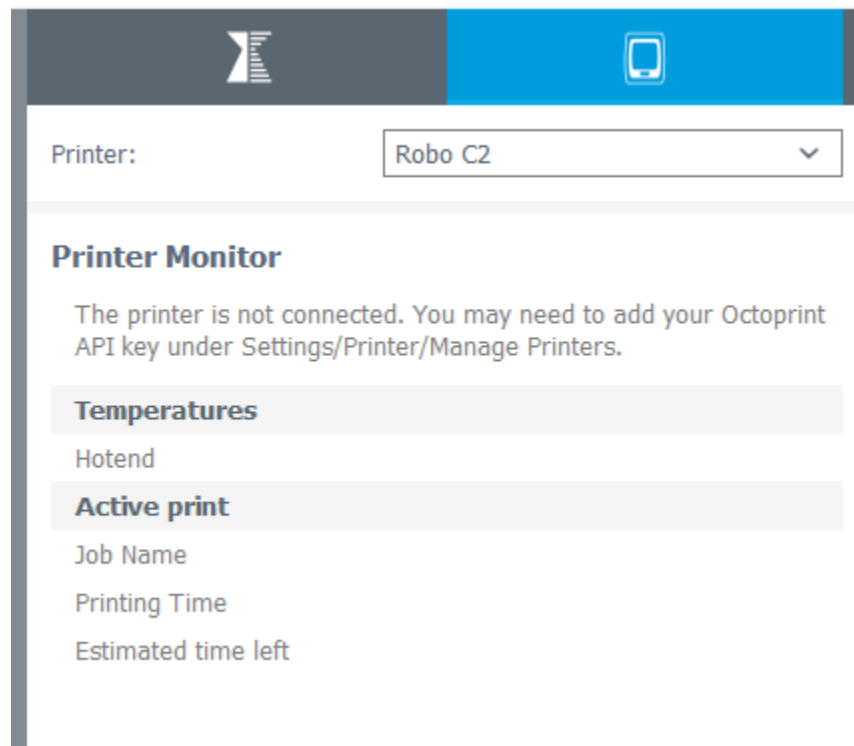 Printer:
Robo C2
Printer Monitor
The printer is not connected. You may need to add your Octoprint
API key under Settings/Printer/Manage Printers.
Temperatures
Hotend
Active print
Job Name
Printing Time
Estimated time left